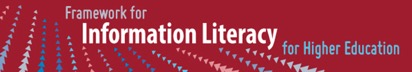 Framework for
Information Literacy
for Higher Education